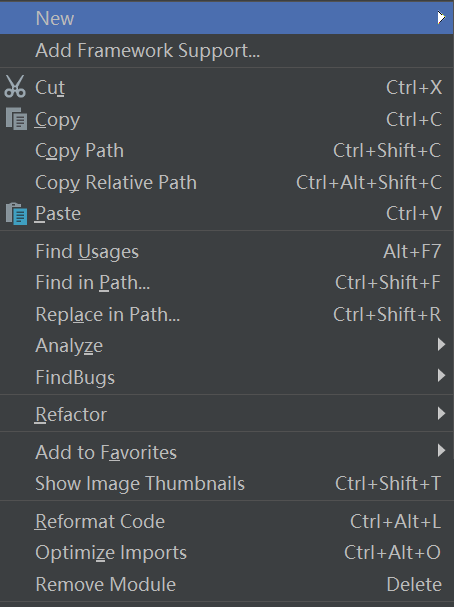 New
Add Framework Support...
Cut Ctrl+X
Copy Ctrl+C
Copy Path Ctrl+Shift+C
Copy Relative Path Ctrl+Alt+Shift+C
Paste Ctrl+V
Find Usages Alt+F7
Find in Path... Ctrl+Shift+F
Replace in Path... Ctrl+Shift+R
Analyze
FindBugs
Refactor
Add to Favorites
Show Image Thumbnails Ctrl+Shift+T
Reformat Code Ctrl+Alt+L
Optimize Imports Ctrl+Alt+O
Remove Module Delete